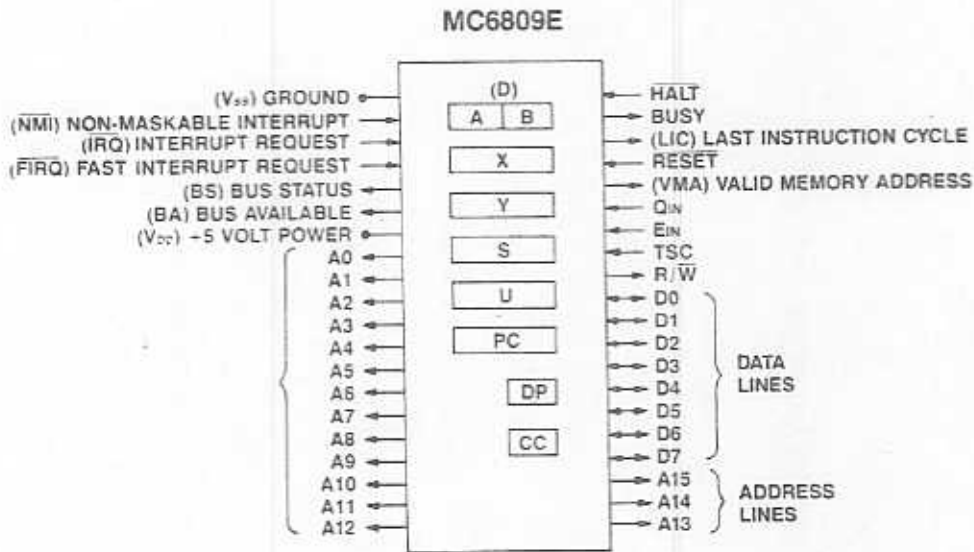 MC6809E
(Vss) GROUND
(NMI) NON-MASKABLE INTERRUPT
(IRQ) INTERRUPT REQUEST
(FIRQ) FAST INTERRUPT REQUEST
(BS) BUS STATUS
(BA) BUS AVAILABLE
(Vcc) +5 VOLT POWER
A0
A1
A2
A3
A4
A5
A6
A7
A8
A9
A10
A11
A12
(D)
A B
X
Y
S
U
PC
DP
CC
HALT
BUSY
(LIC) LAST INSTRUCTION CYCLE
RESET
(VMA) VALID MEMORY ADDRESS
QIN
EIN
TSC
R/W
D0
D1
D2
D3
D4
D5
D6
D7
DATA
LINES
A15
A14
A13
ADDRESS
LINES